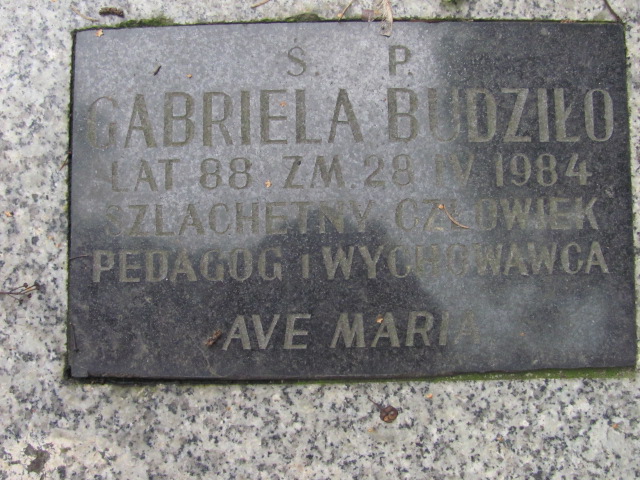 Ś. P.
GABRIELA BUDZIŁO
LAT 88 ZM. 28 IV 1984
SZLACHETNY CZŁOWIEK
PEDAGOG I WYCHOWAWCA
AVE MARIA